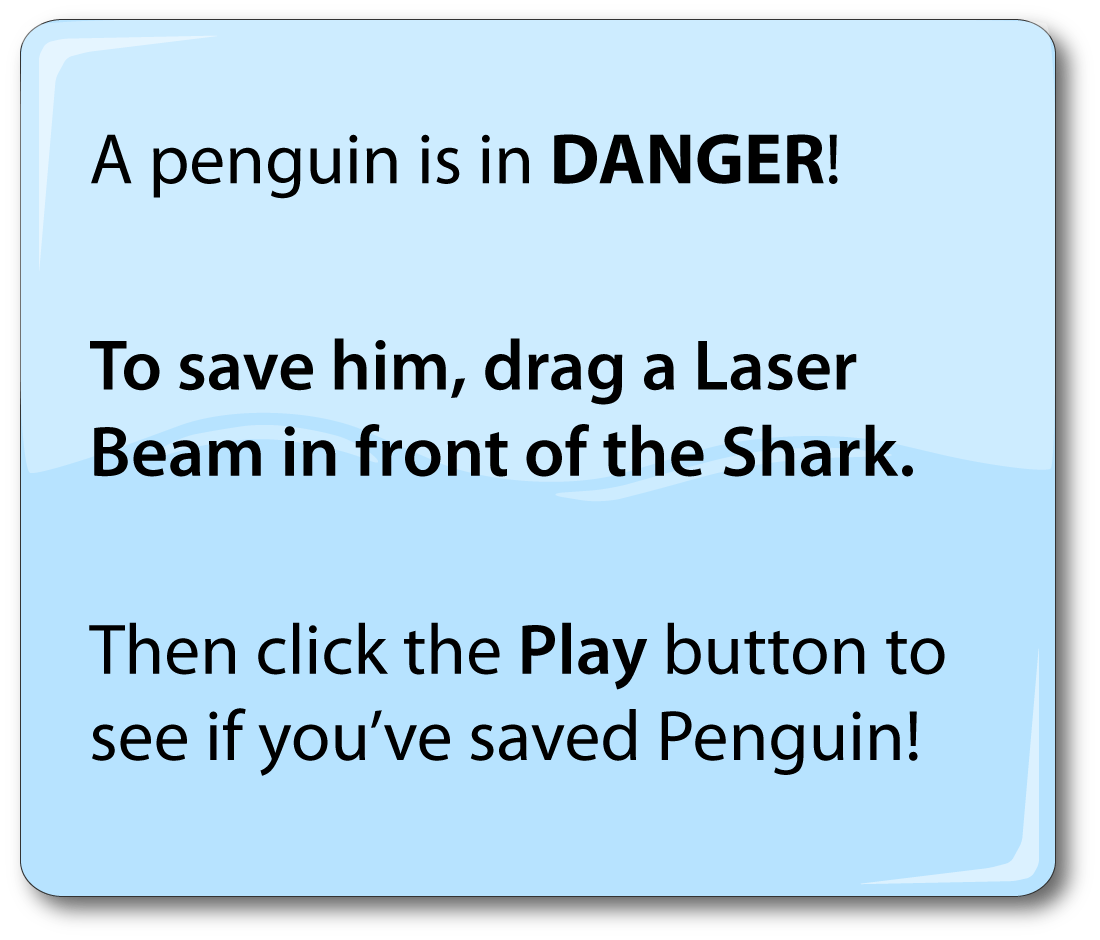 A penguin is in DANGER!
To save him, drag a Laser
Beam in front of the Shark.
Then click the Play button to
see if you’ve saved Penguin!